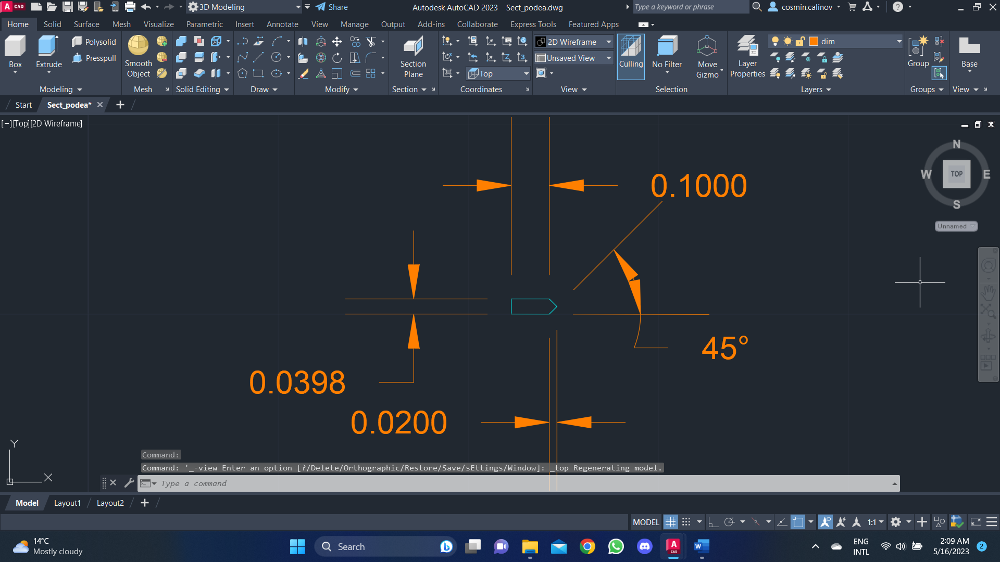 A CAD
3D Modeling
Share
Autodesk AutoCAD 2023 Sect_podea.dwg
Type a keyword or phrase
cosmin.calinov
Home Solid Surface Mesh Visualize Parametric Insert Annotate View Manage Output Add-ins Collaborate Express Tools Featured Apps
Box
Extrude
Polysolid
Presspull
Smooth Object
Section Plane
Top
2D Wireframe
Unsaved View
Culling
No Filter
Move Gizmo
Layer Properties
dim
Group
Base
Modeling Mesh Solid Editing Draw Modify Section Coordinates View Selection Layers Groups View
Start Sect_podea*
[−][Top][2D Wireframe]
N
W TOP E
S
Unnamed
0.1000
45°
0.0398
0.0200
Y
X
Command:
Command: '_-view Enter an option [?/Delete/Orthographic/Restore/Save/sEttings/Window]: _top Regenerating model.
Type a command
Model Layout1 Layout2
MODEL 1:1
14°C
Mostly cloudy
Search
A CAD
W
ENG
INTL
2:09 AM
5/16/2023
2